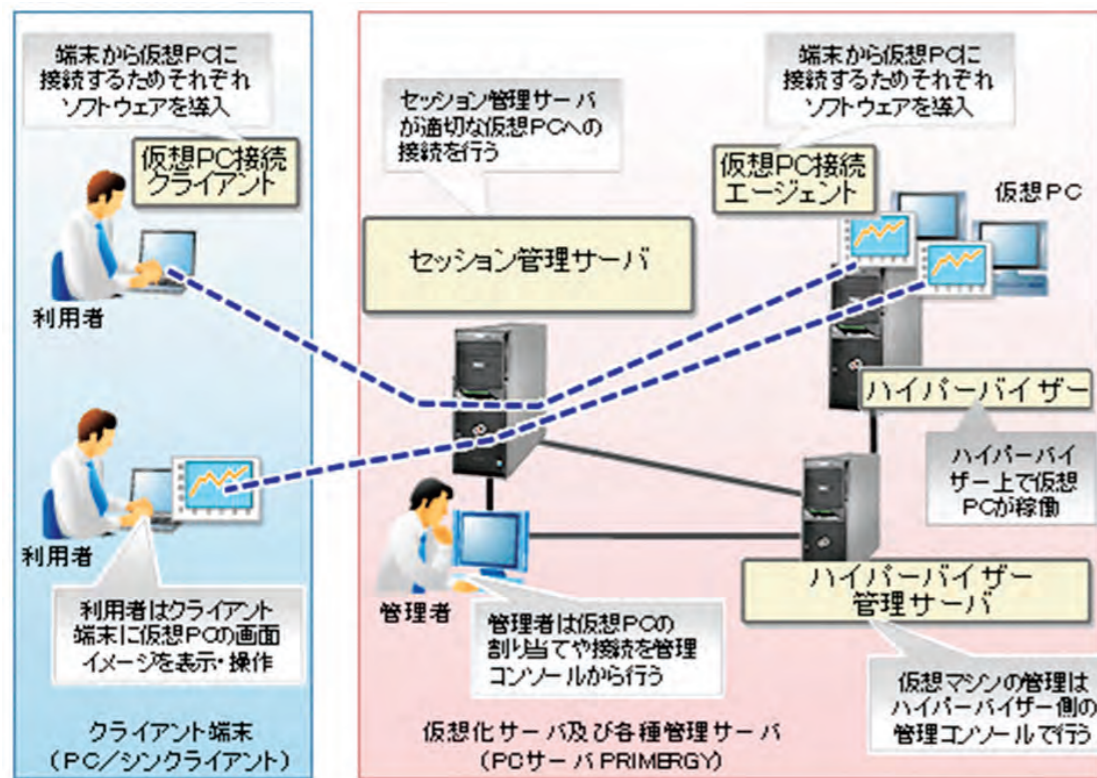 端末から仮想PCに
接続するためそれぞれ
ソフトウェアを導入
仮想PC接続
クライアント
利用者
利用者
利用者はクライアント
端末に仮想PCの画面
イメージを表示・操作
クライアント端末
(PC/シンクライアント)
セッション管理サーバ
が適切な仮想PCへの
接続を行う
セッション管理サーバ
端末から仮想PCに
接続するためそれぞれ
ソフトウェアを導入
仮想PC接続
エージェント
仮想PC
ハイパーバイザー
ハイパーバイ
ザー上で仮想
PCが稼働
管理者
管理者は仮想PCの
割り当てや接続を管理
コンソールから行う
ハイパーバイザー
管理サーバ
仮想マシンの管理は
ハイパーバイザー側の
管理コンソールで行う
仮想化サーバ及び各種管理サーバ
(PCサーバPRIMERGY)